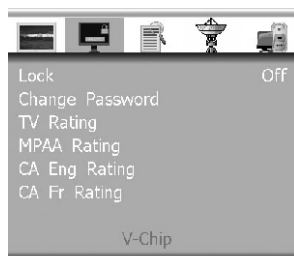 Lock Off
Change Password
TV Rating
MPAA Rating
CA Eng Rating
CA Fr Rating
V-Chip